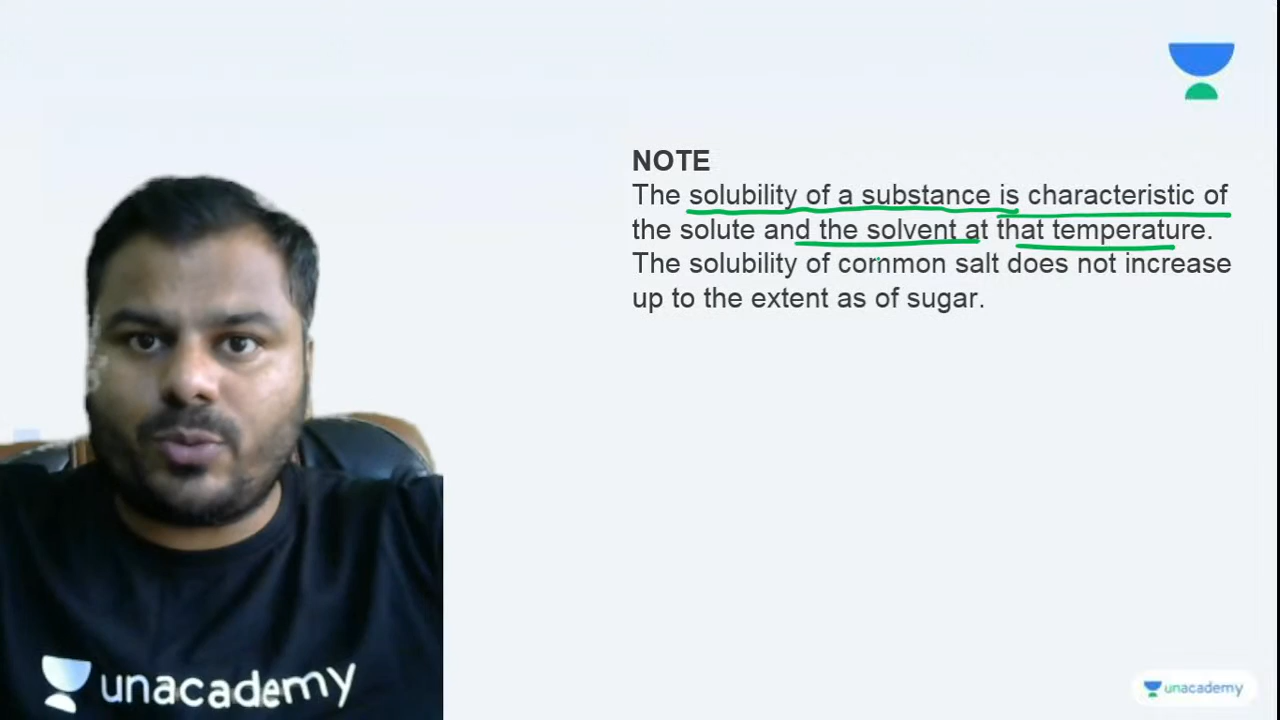 NOTE
The solubility of a substance is characteristic of
the solute and the solvent at that temperature.
The solubility of common salt does not increase
up to the extent as of sugar.
unacademy
unacademy